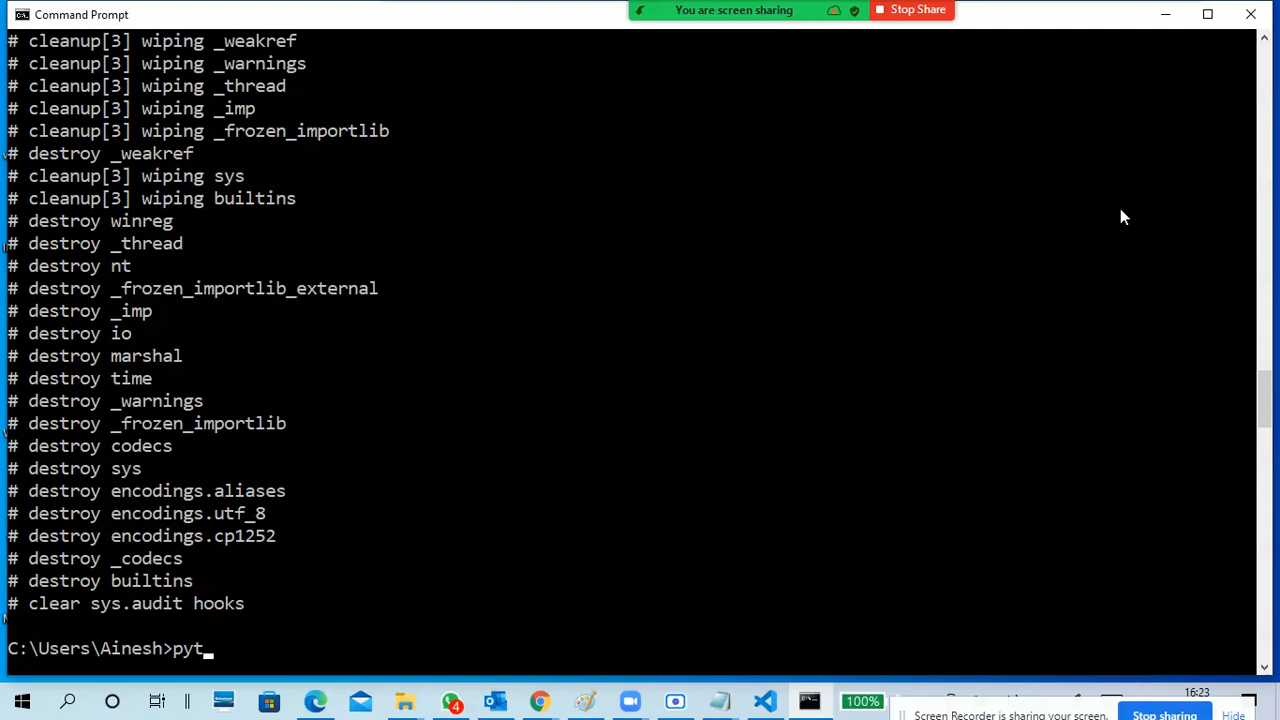 Command Prompt
You are screen sharing
Stop Share
# cleanup[3] wiping _weakref
# cleanup[3] wiping _warnings
# cleanup[3] wiping _thread
# cleanup[3] wiping _imp
# cleanup[3] wiping _frozen_importlib
# destroy _weakref
# cleanup[3] wiping sys
# cleanup[3] wiping builtins
# destroy winreg
# destroy _thread
# destroy nt
# destroy _frozen_importlib_external
# destroy _imp
# destroy io
# destroy marshal
# destroy time
# destroy _warnings
# destroy _frozen_importlib
# destroy codecs
# destroy sys
# destroy encodings.aliases
# destroy encodings.utf_8
# destroy encodings.cp1252
# destroy _codecs
# destroy builtins
# clear sys.audit hooks
C:\Users\Ainesh>pyt_
4
100%
16:23
Screen Recorder is sharing your screen.
Stop sharing
Hide